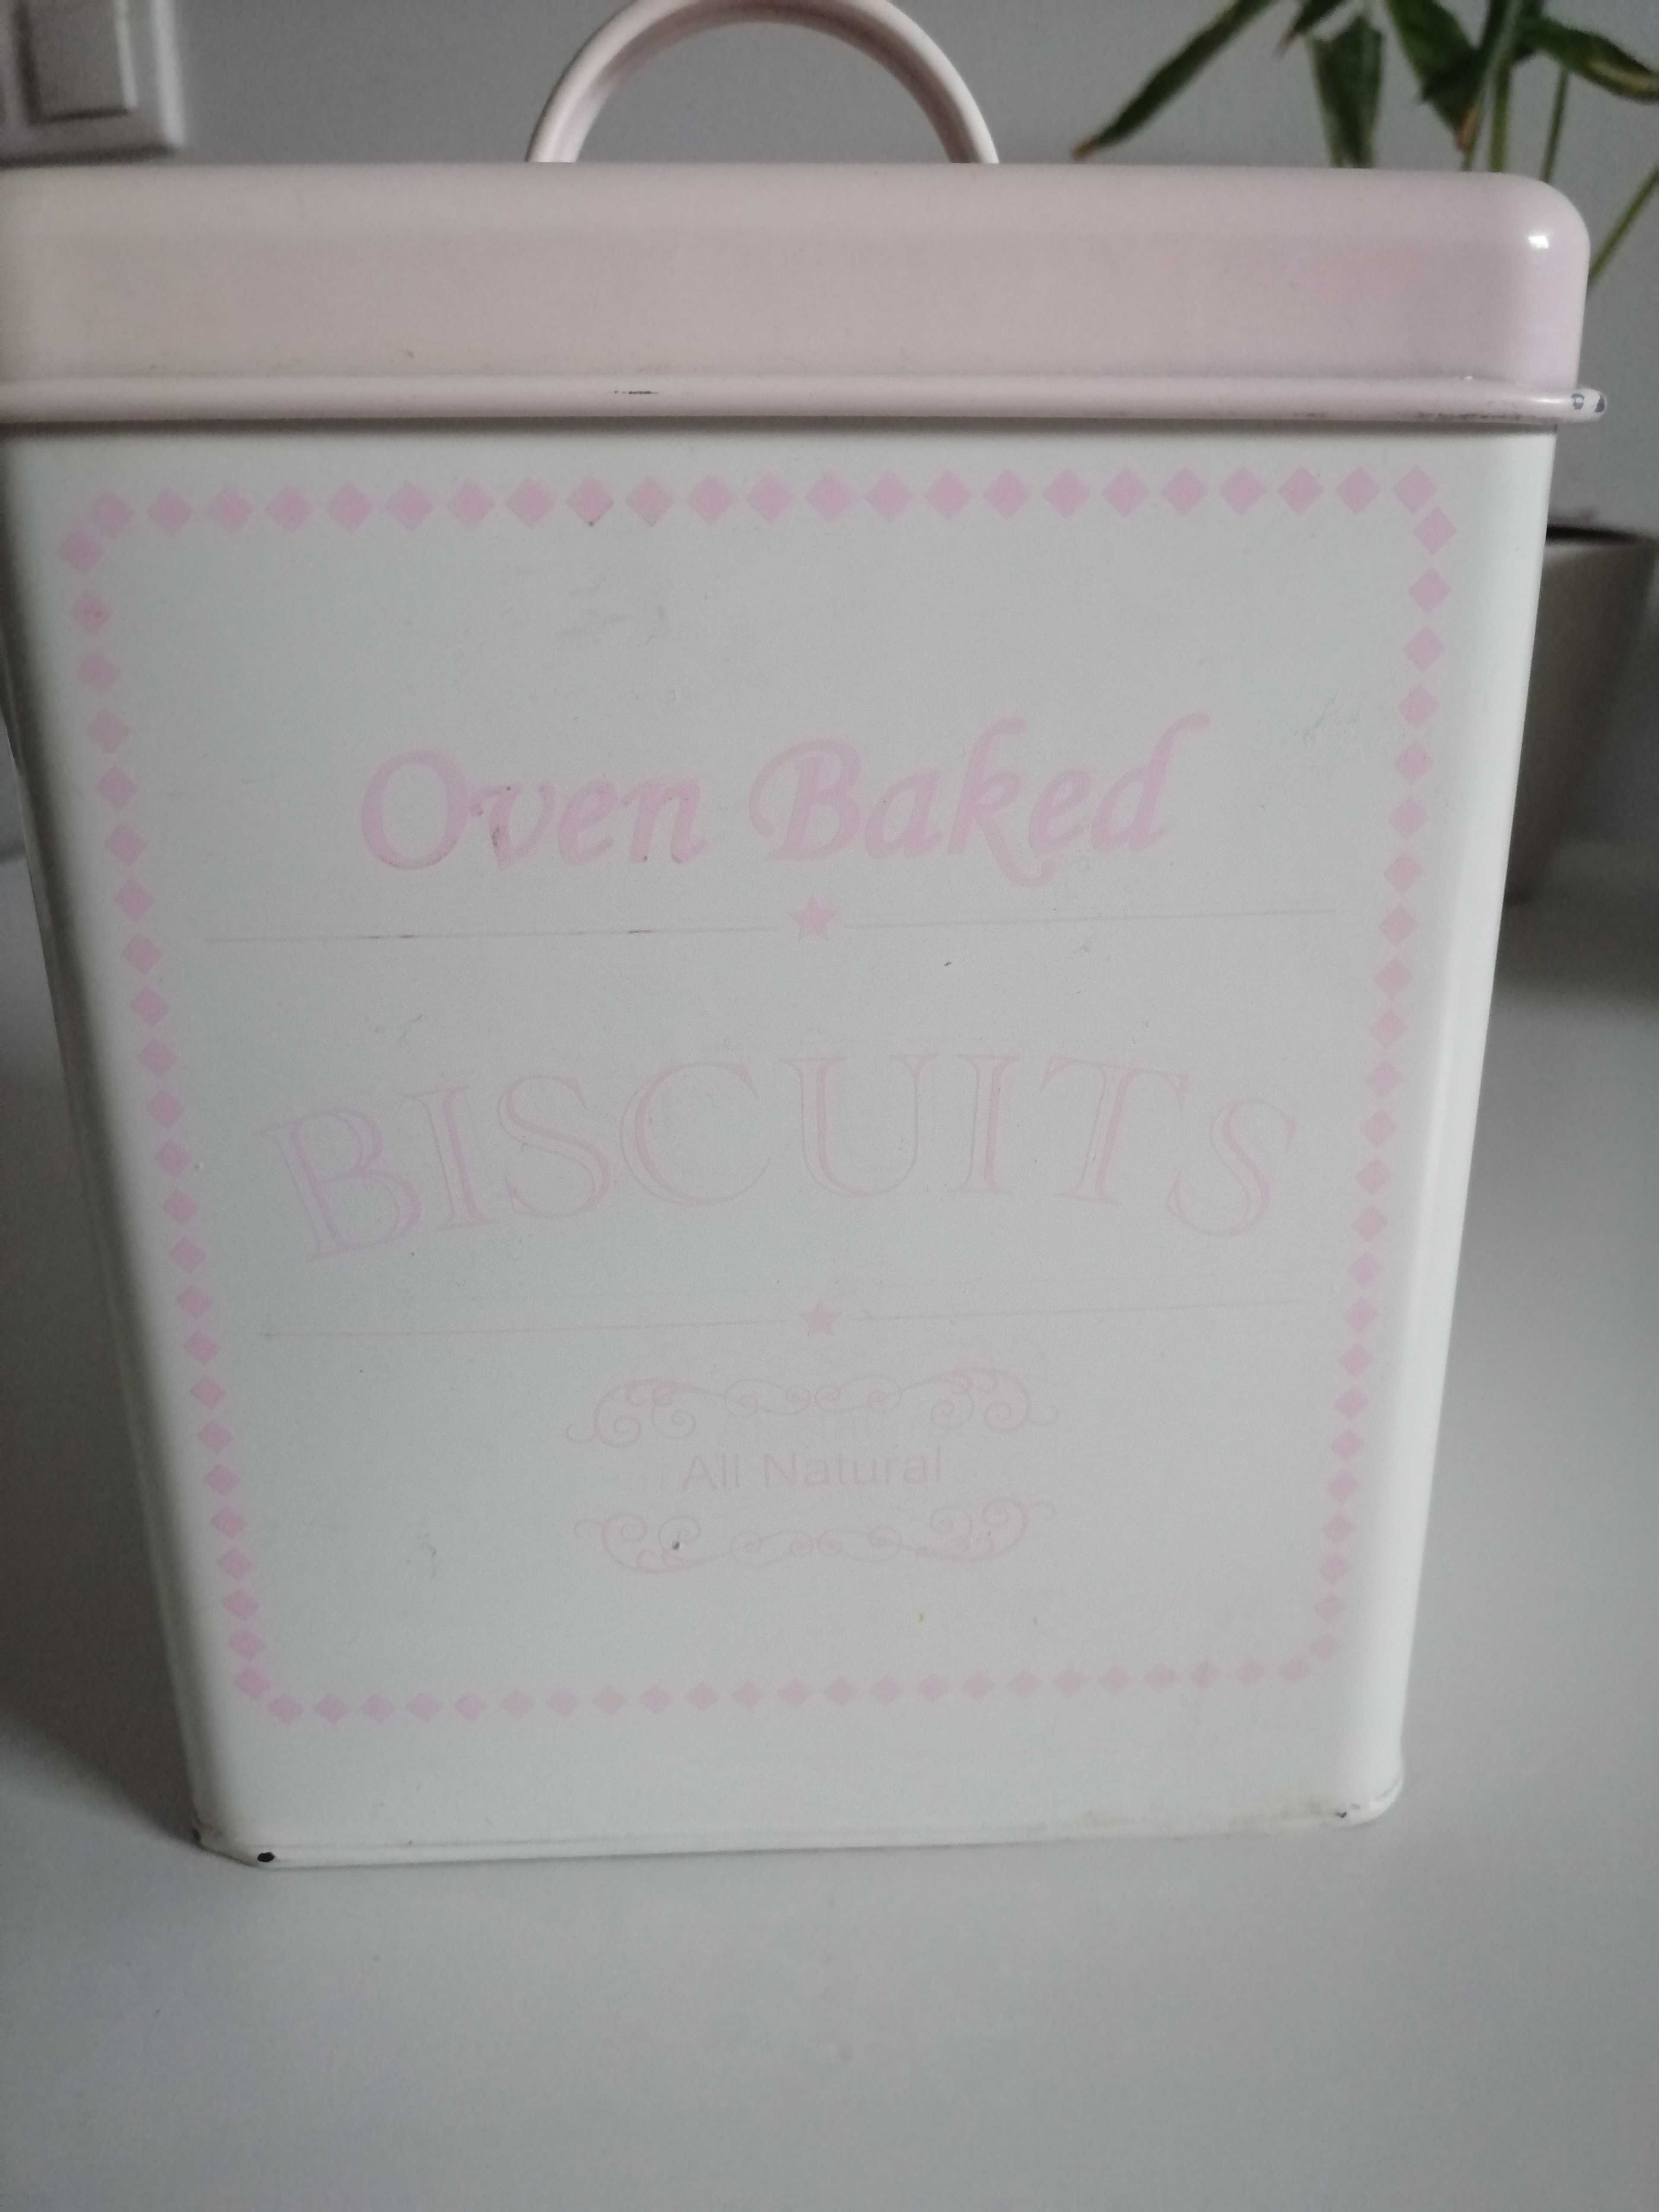 Oven Baked
BISCUITS
All Natural